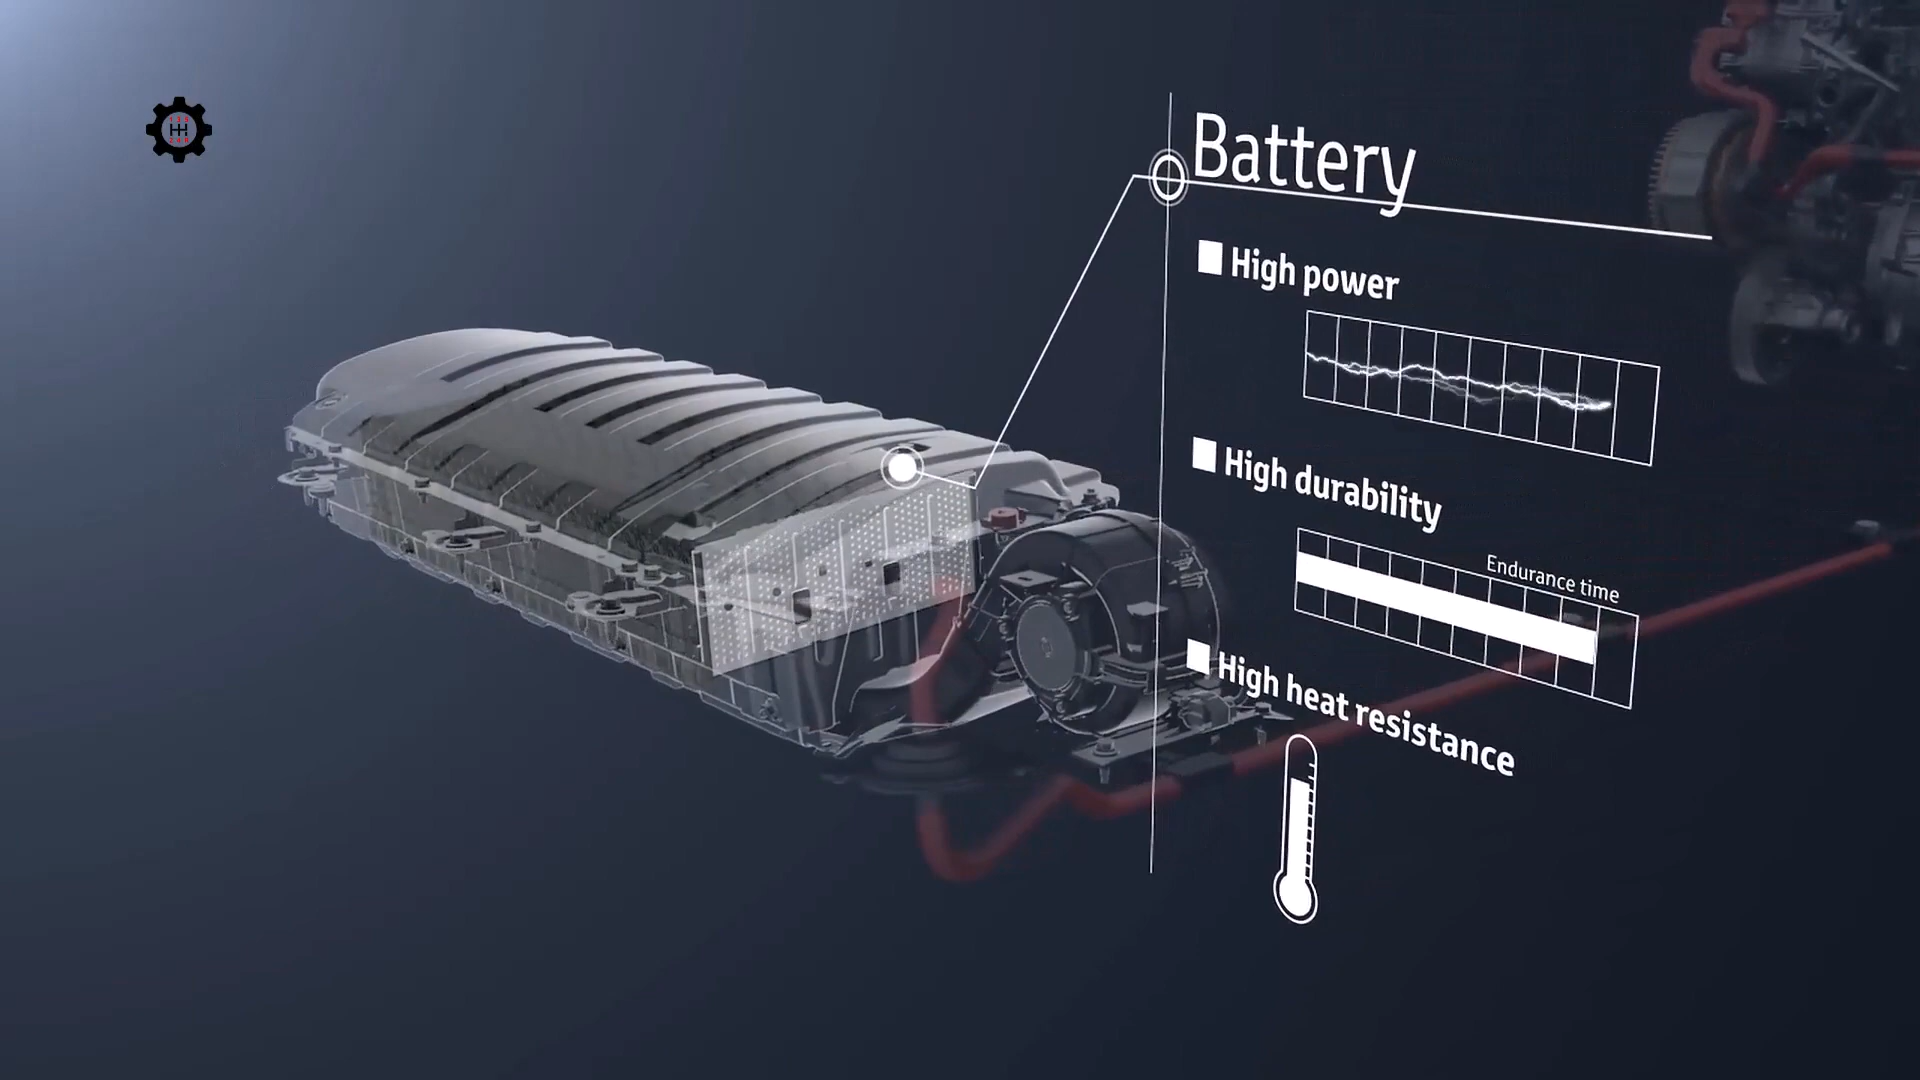 Battery
High power
High durability
Endurance time
High heat resistance